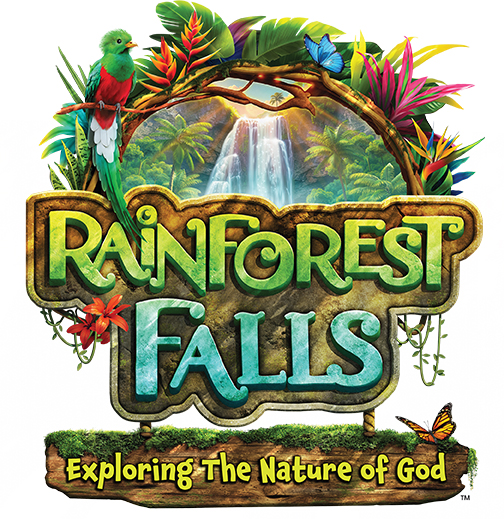 RAINFOREST
FALLS
Exploring The Nature of God
TM